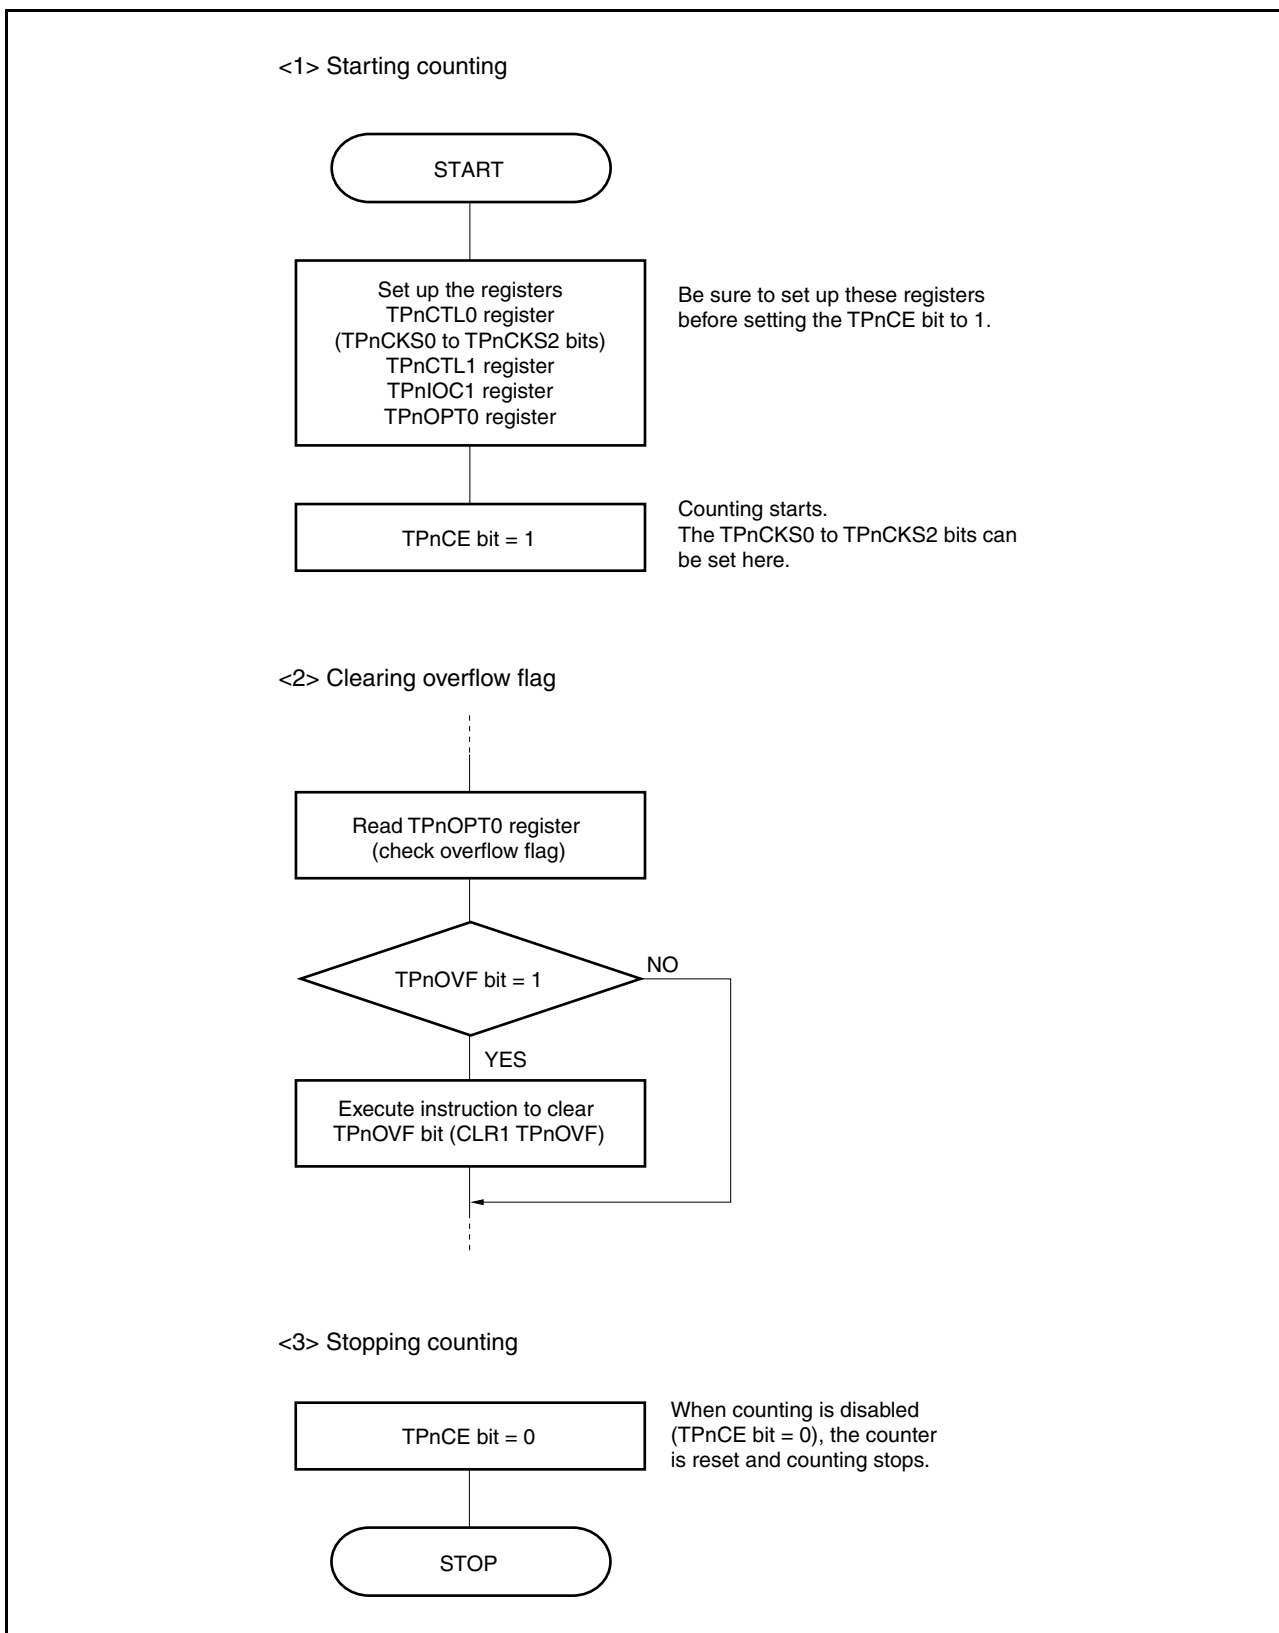 <1> Starting counting
START
Set up the registers
TPnCTL0 register
(TPnCKS0 to TPnCKS2 bits)
TPnCTL1 register
TPnIOC1 register
TPnOPT0 register
Be sure to set up these registers
before setting the TPnCE bit to 1.
TPnCE bit = 1
Counting starts.
The TPnCKS0 to TPnCKS2 bits can
be set here.
<2> Clearing overflow flag
Read TPnOPT0 register
(check overflow flag)
TPnOVF bit = 1
NO
YES
Execute instruction to clear
TPnOVF bit (CLR1 TPnOVF)
<3> Stopping counting
TPnCE bit = 0
When counting is disabled
(TPnCE bit = 0), the counter
is reset and counting stops.
STOP